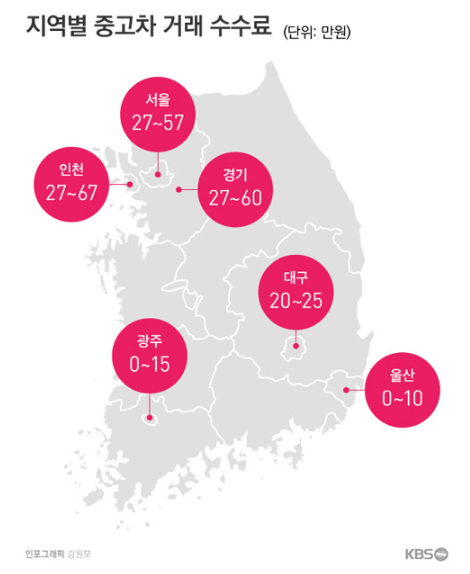 지역별 중고차 거래 수수료 (단위: 만원)
서울
27~57
인천
27~67
경기
27~60
대구
20~25
광주
0~15
울산
0~10
인포그래픽 강원모
KBS